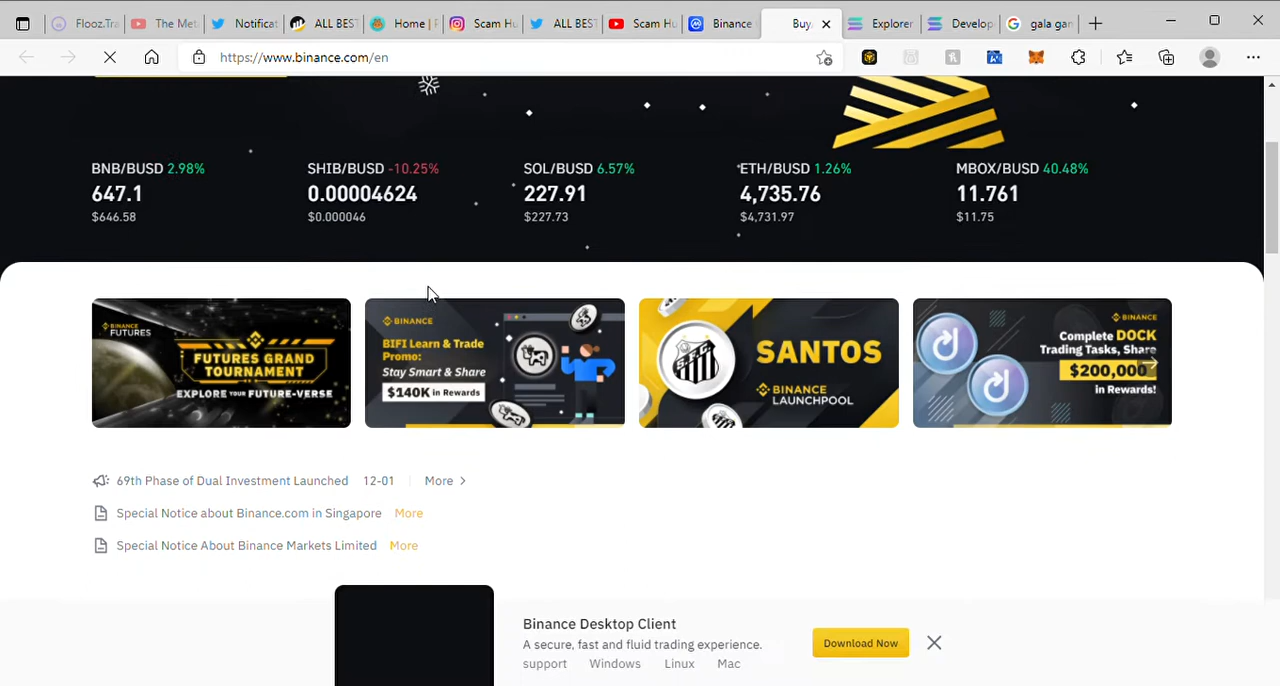 Flooz.Tra
The Met
Notificat
ALL BEST
Home | F
Scam Hu
ALL BEST
Scam Hu
Binance
Buy/
Explorer
Develop
gala gan
https://www.binance.com/en
BNB/BUSD 2.98%
647.1
$646.58
SHIB/BUSD -10.25%
0.00004624
$0.000046
SOL/BUSD 6.57%
227.91
$227.73
ETH/BUSD 1.26%
4,735.76
$4,731.97
MBOX/BUSD 40.48%
11.761
$11.75
BINANCE
FUTURES
FUTURES GRAND
TOURNAMENT
EXPLORE YOUR FUTURE-VERSE
BINANCE
BIFI Learn & Trade
Promo:
Stay Smart & Share
$140K in Rewards
SANTOS
BINANCE
LAUNCHPOOL
BINANCE
Complete DOCK
Trading Tasks, Share
$200,000
in Rewards!
69th Phase of Dual Investment Launched 12-01 More
Special Notice about Binance.com in Singapore More
Special Notice About Binance Markets Limited More
Binance Desktop Client
A secure, fast and fluid trading experience.
support Windows Linux Mac
Download Now